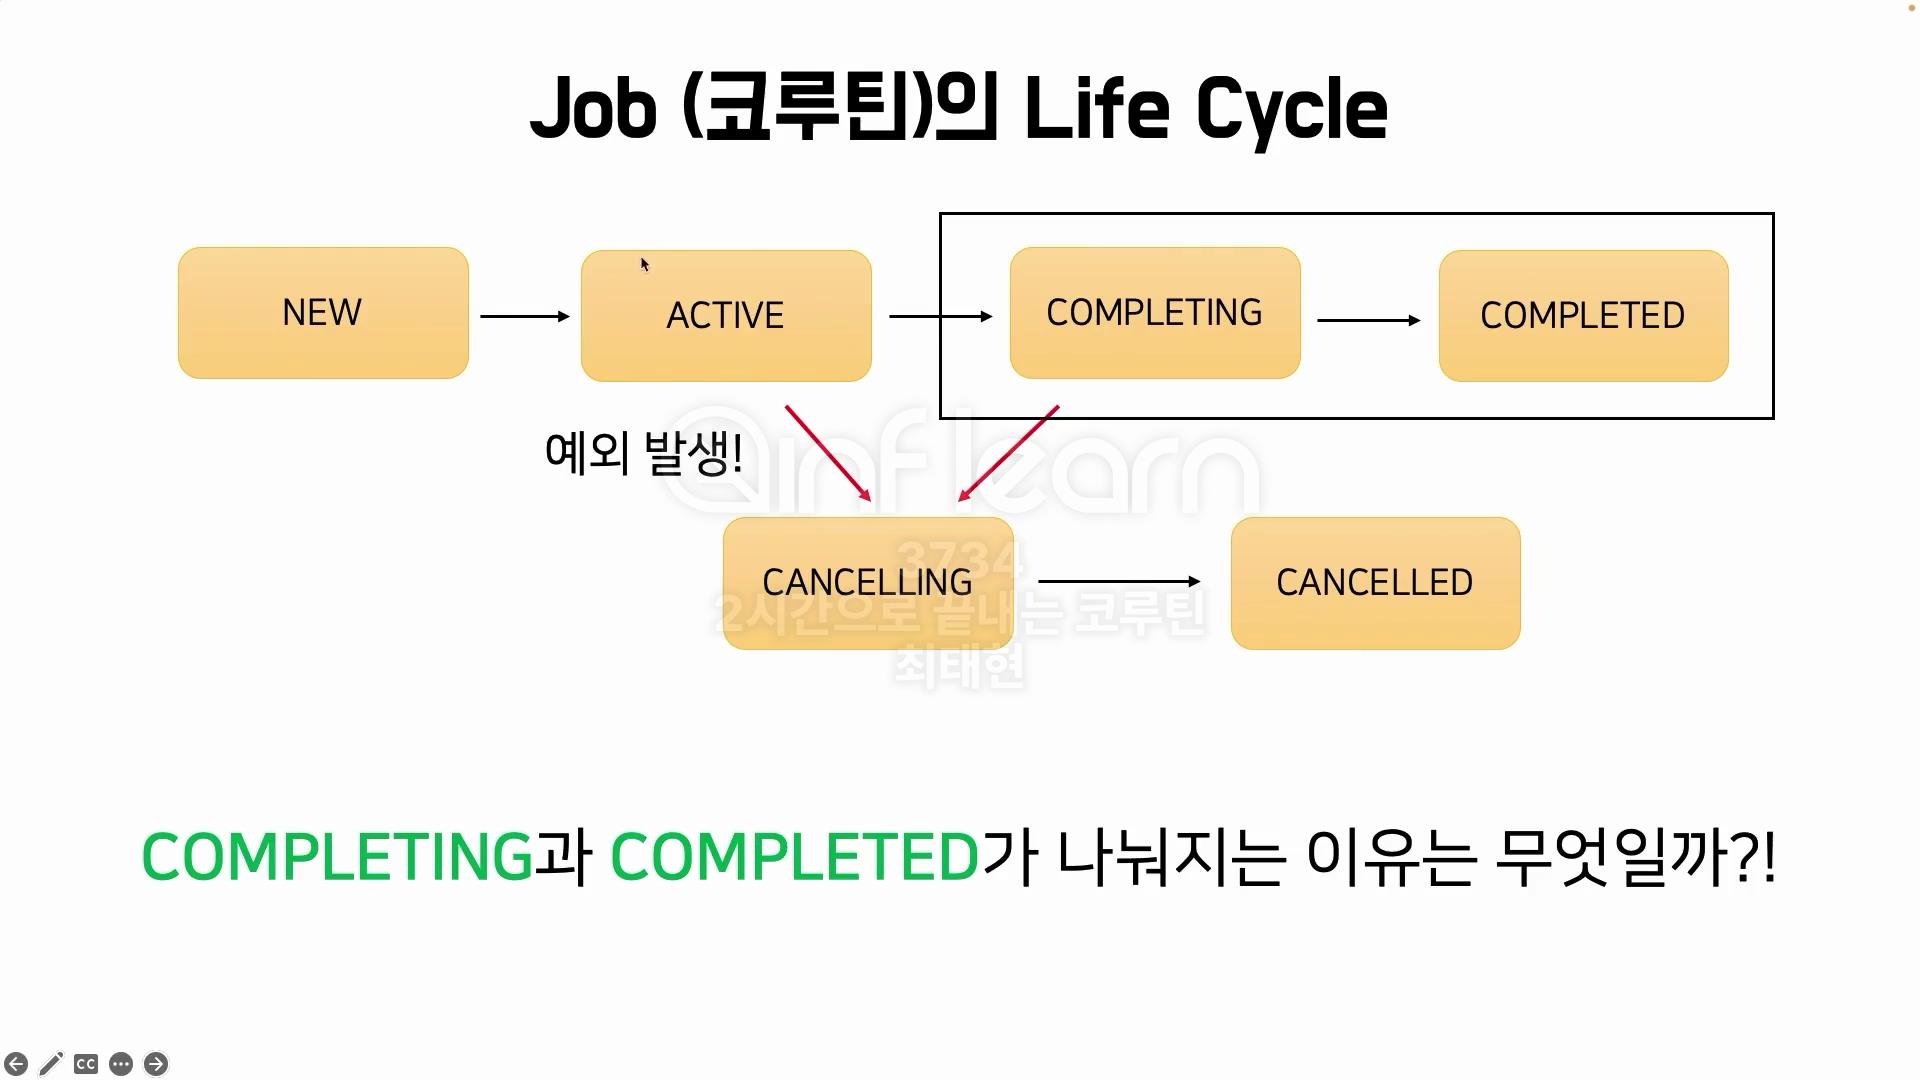 Job (코루틴)의 Life Cycle
NEW
ACTIVE
COMPLETING
COMPLETED
예외 발생!
inflearn
CANCELLING
CANCELLED
3734
2시간으로 끝내는 코루틴
최태현
COMPLETING과 COMPLETED가 나눠지는 이유는 무엇일까?!
CC